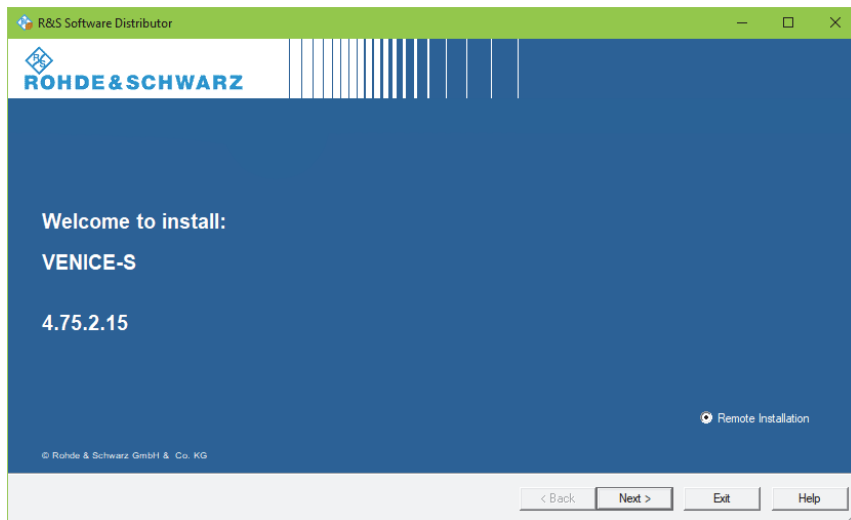 R&S Software Distributor
R&S
ROHDE&SCHWARZ
Welcome to install:
VENICE-S
4.75.2.15
Remote Installation
© Rohde & Schwarz GmbH & Co. KG
< Back Next > Exit Help